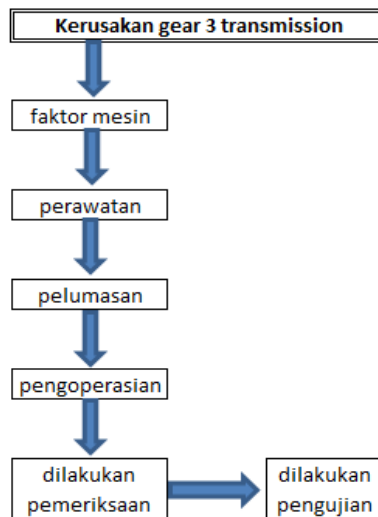 Kerusakan gear 3 transmission
faktor mesin
perawatan
pelumasan
pengoperasian
dilakukan
pemeriksaan
dilakukan
pengujian